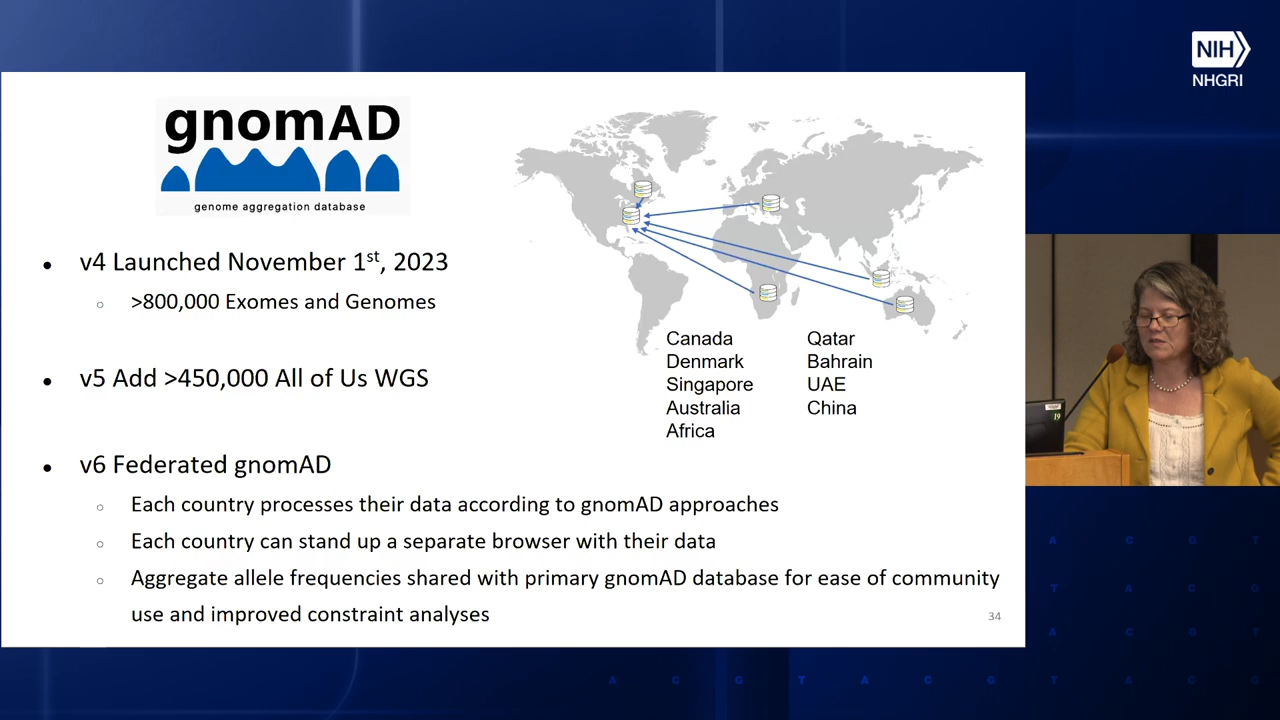 NIH
NHGRI
gnomAD
genome aggregation database
• v4 Launched November 1st, 2023
○ >800,000 Exomes and Genomes
• v5 Add >450,000 All of Us WGS
• v6 Federated gnomAD
○ Each country processes their data according to gnomAD approaches
○ Each country can stand up a separate browser with their data
○ Aggregate allele frequencies shared with primary gnomAD database for ease of community
use and improved constraint analyses
Canada
Denmark
Singapore
Australia
Africa
Qatar
Bahrain
UAE
China
34
19
A C G T
T A C G
A C G T
A C G T A C G T A C G